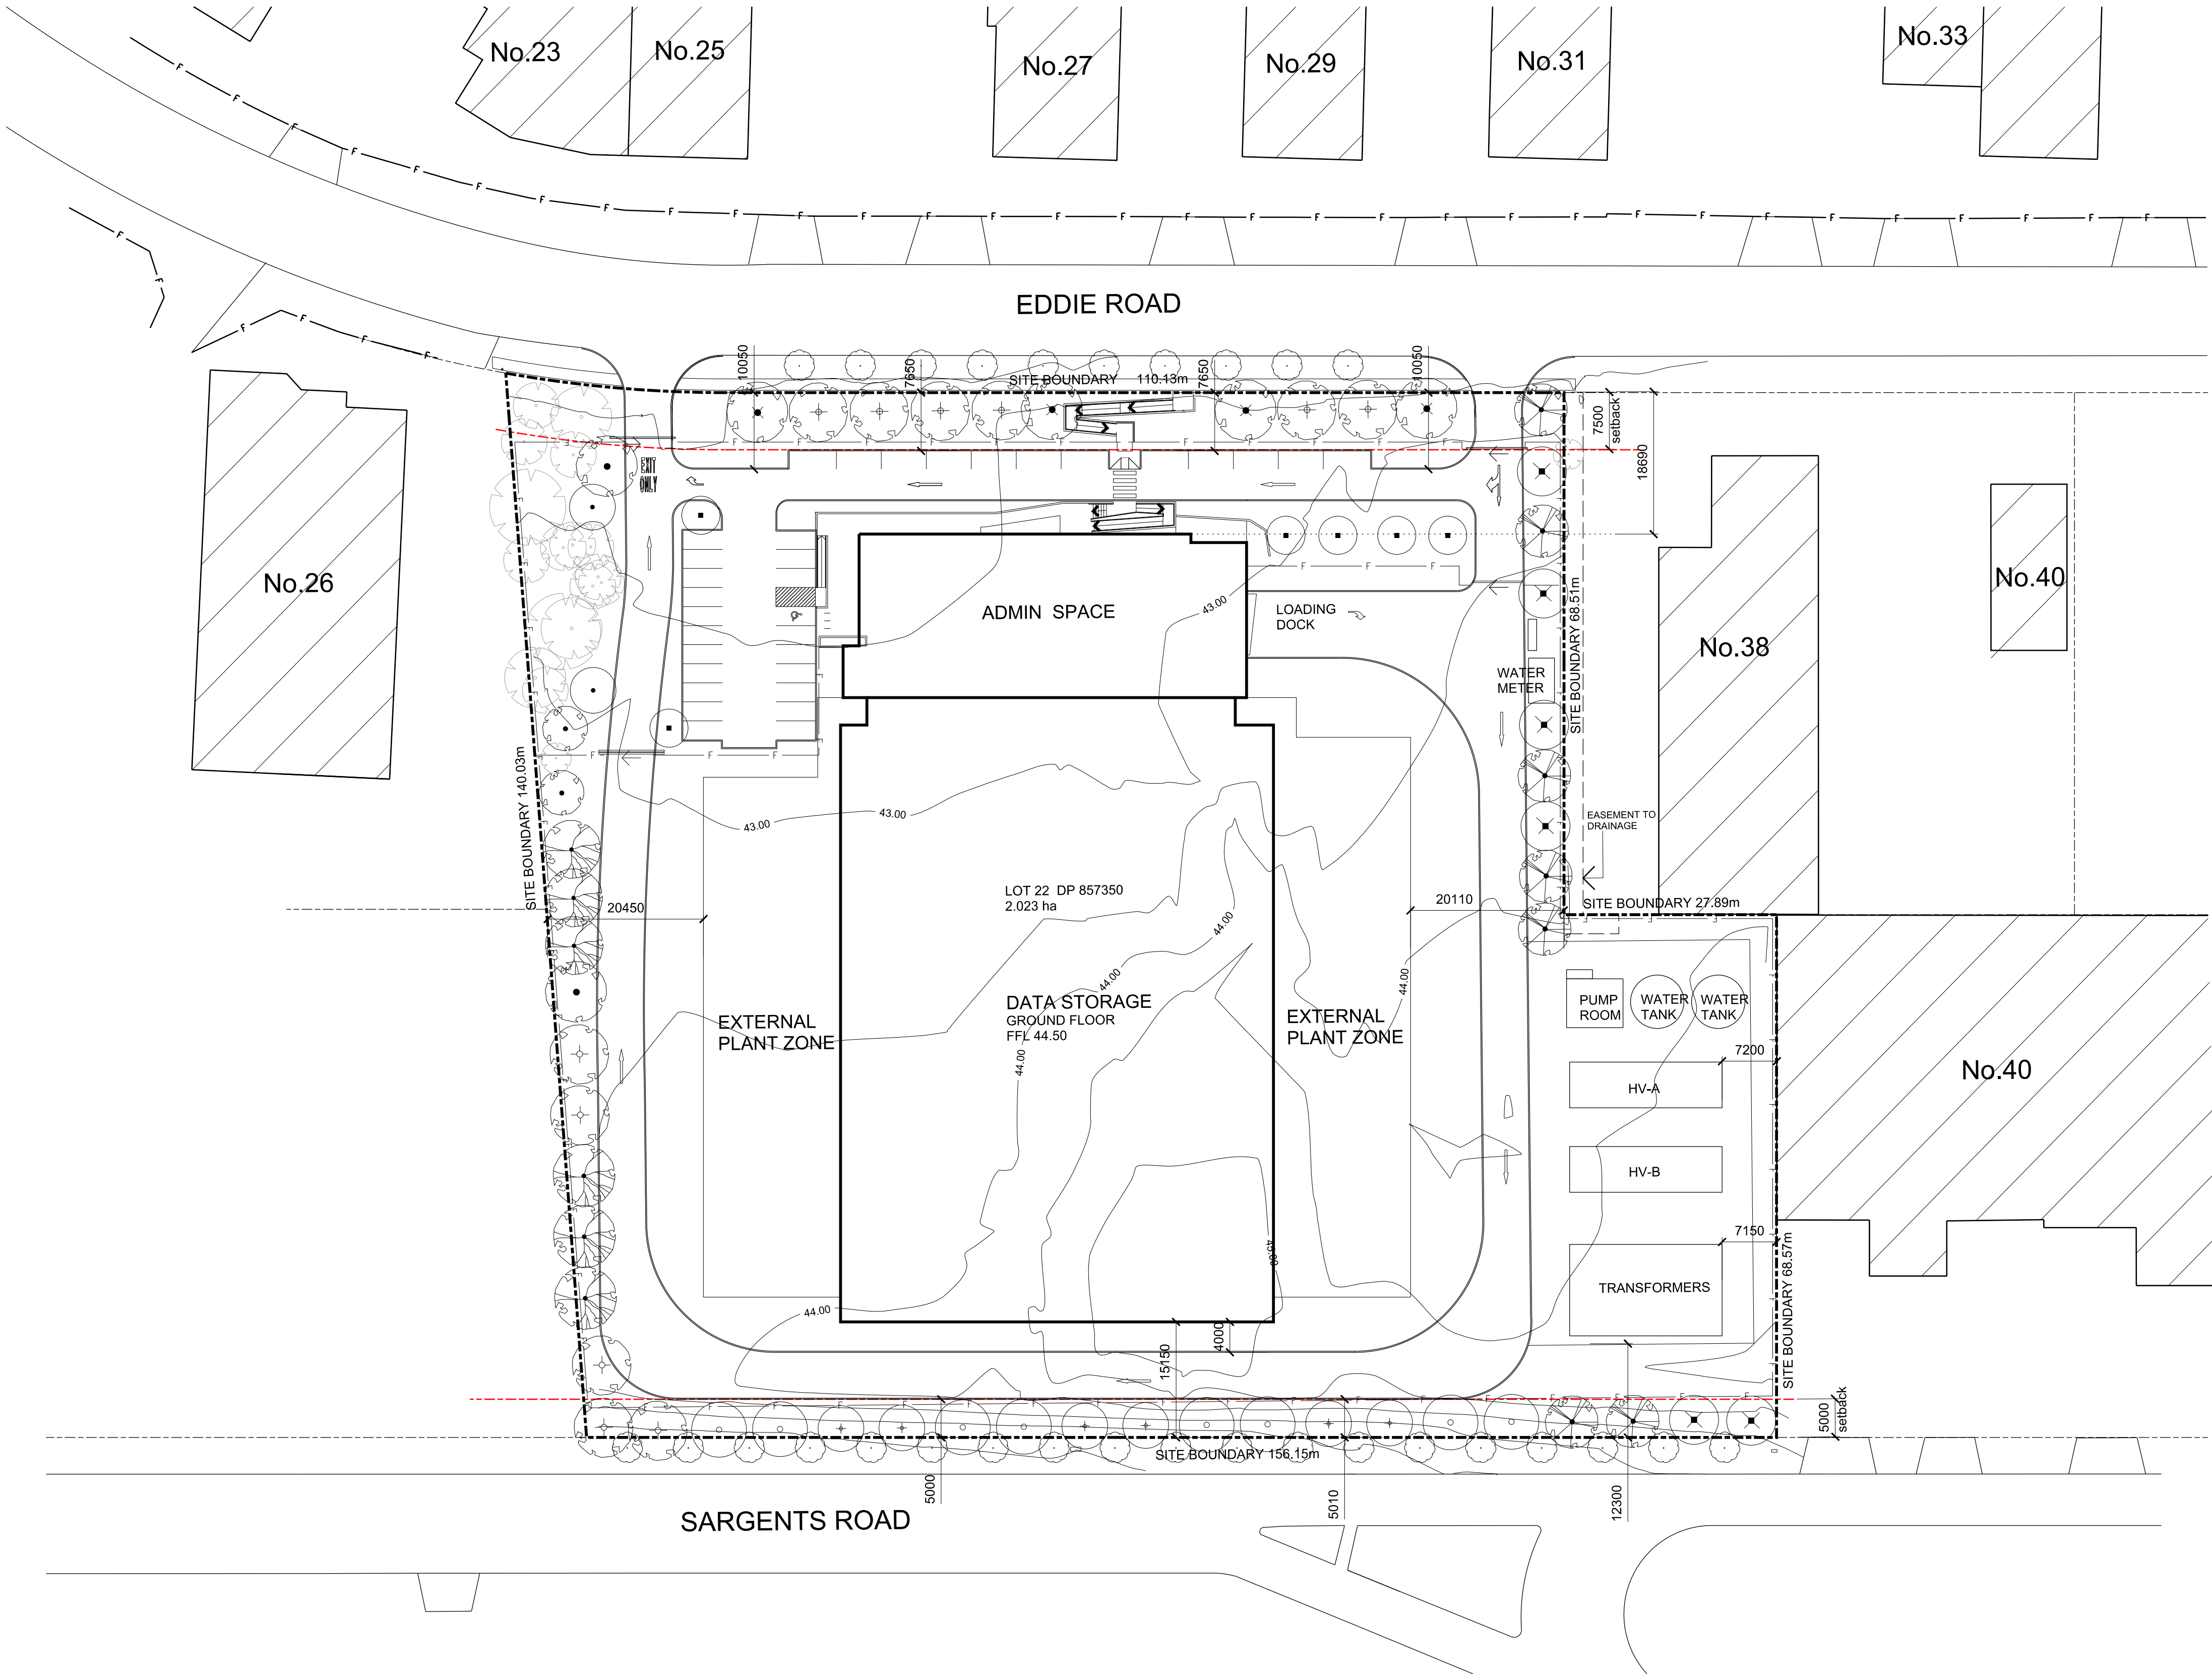 No.23
No.25
No.27
No.29
No.31
No.33
EDDIE ROAD
10050
7650
SITE BOUNDARY 110.13m
7650
10050
7500
setback
18690
EXIT
ONLY
No.26
ADMIN SPACE
43.00
LOADING
DOCK
WATER
METER
SITE BOUNDARY 68.51m
No.38
No.40
SITE BOUNDARY 140.03m
43.00
43.00
EASEMENT TO
DRAINAGE
LOT 22 DP 857350
2.023 ha
20450
20110
SITE BOUNDARY 27.89m
44.00
44.00
44.00
DATA STORAGE
GROUND FLOOR
FFL 44.50
EXTERNAL
PLANT ZONE
EXTERNAL
PLANT ZONE
PUMP
ROOM
WATER
TANK
WATER
TANK
44.00
7200
HV-A
No.40
HV-B
7150
45.00
TRANSFORMERS
SITE BOUNDARY 68.57m
44.00
15150
4000
5000
setback
SITE BOUNDARY 156.15m
5000
5010
12300
SARGENTS ROAD